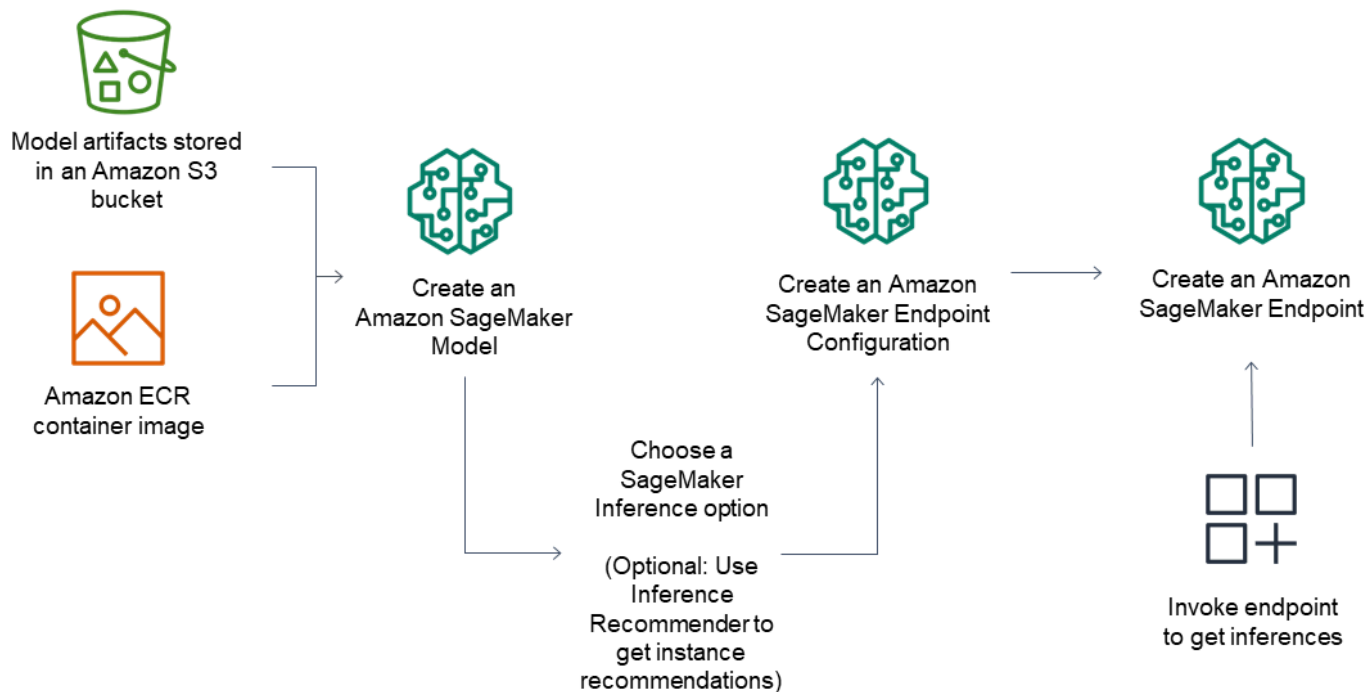 Model artifacts stored
in an Amazon S3
bucket
Amazon ECR
container image
Create an
Amazon SageMaker
Model
Choose a
SageMaker
Inference option
(Optional: Use
Inference
Recommender to
get instance
recommendations)
Create an Amazon
SageMaker Endpoint
Configuration
Create an Amazon
SageMaker Endpoint
Invoke endpoint
to get inferences